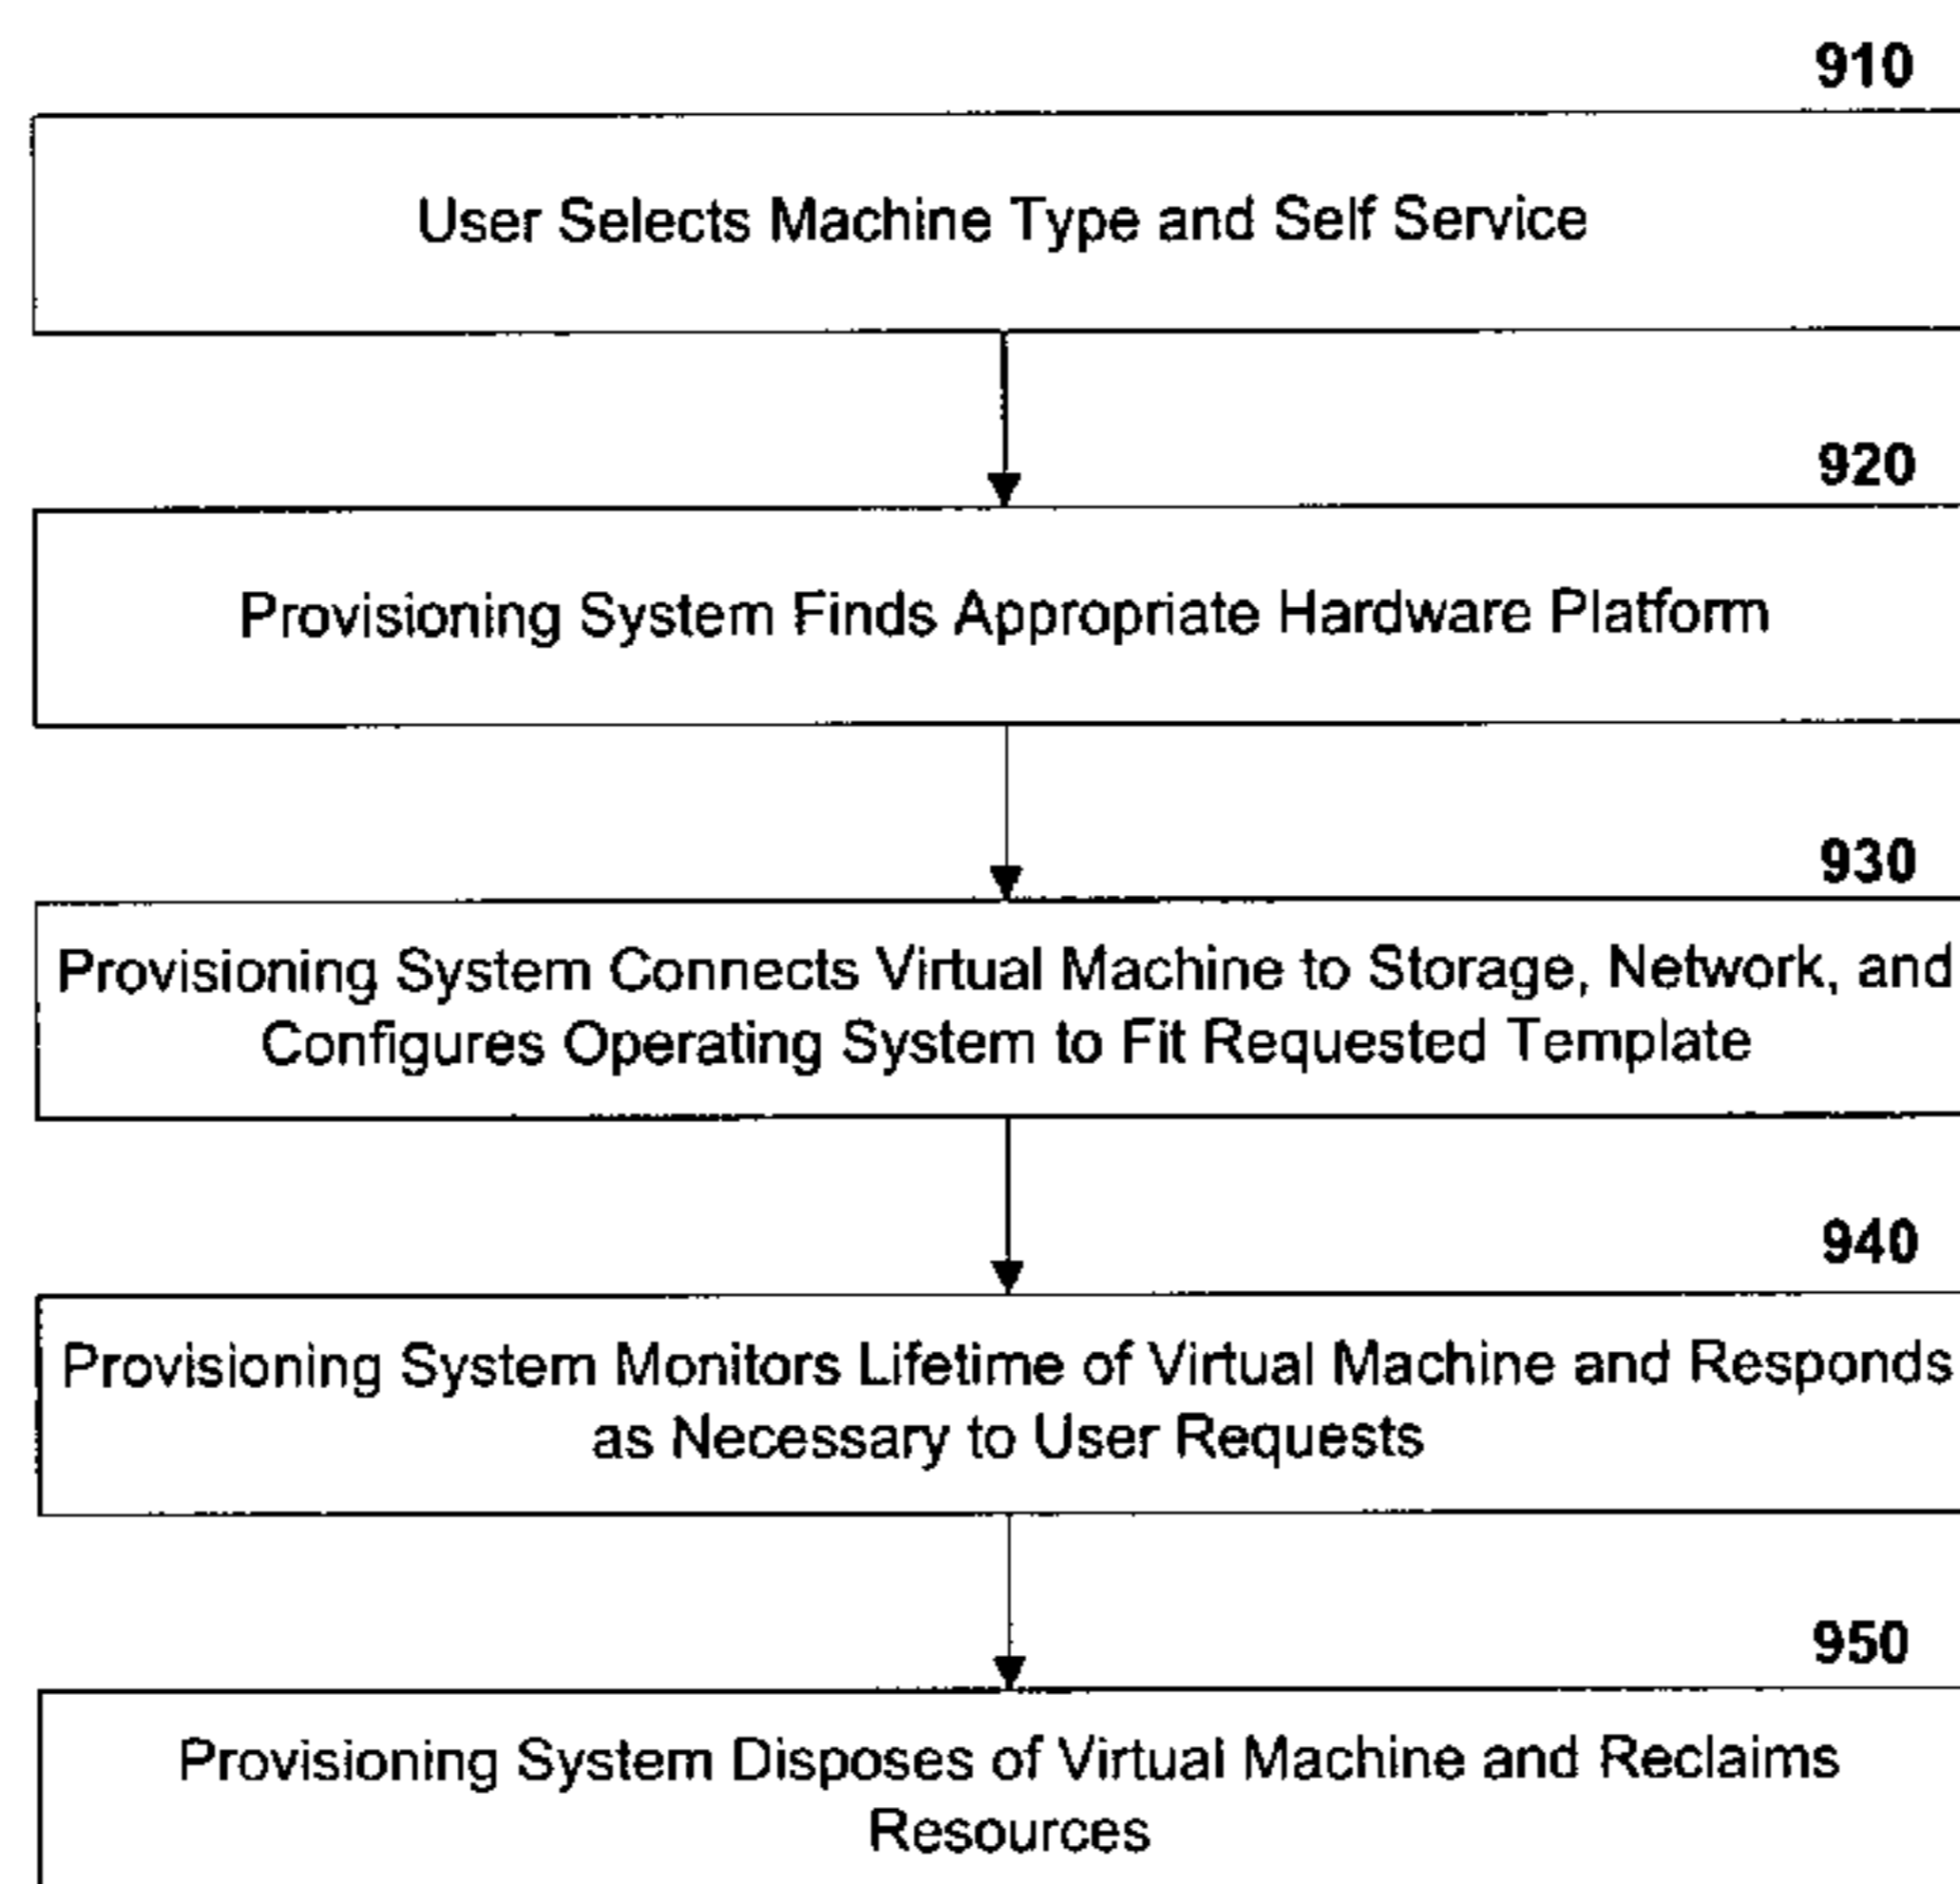 910
User Selects Machine Type and Self Service
920
Provisioning System Finds Appropriate Hardware Platform
930
Provisioning System Connects Virtual Machine to Storage, Network, and
Configures Operating System to Fit Requested Template
940
Provisioning System Monitors Lifetime of Virtual Machine and Responds
as Necessary to User Requests
950
Provisioning System Disposes of Virtual Machine and Reclaims
Resources